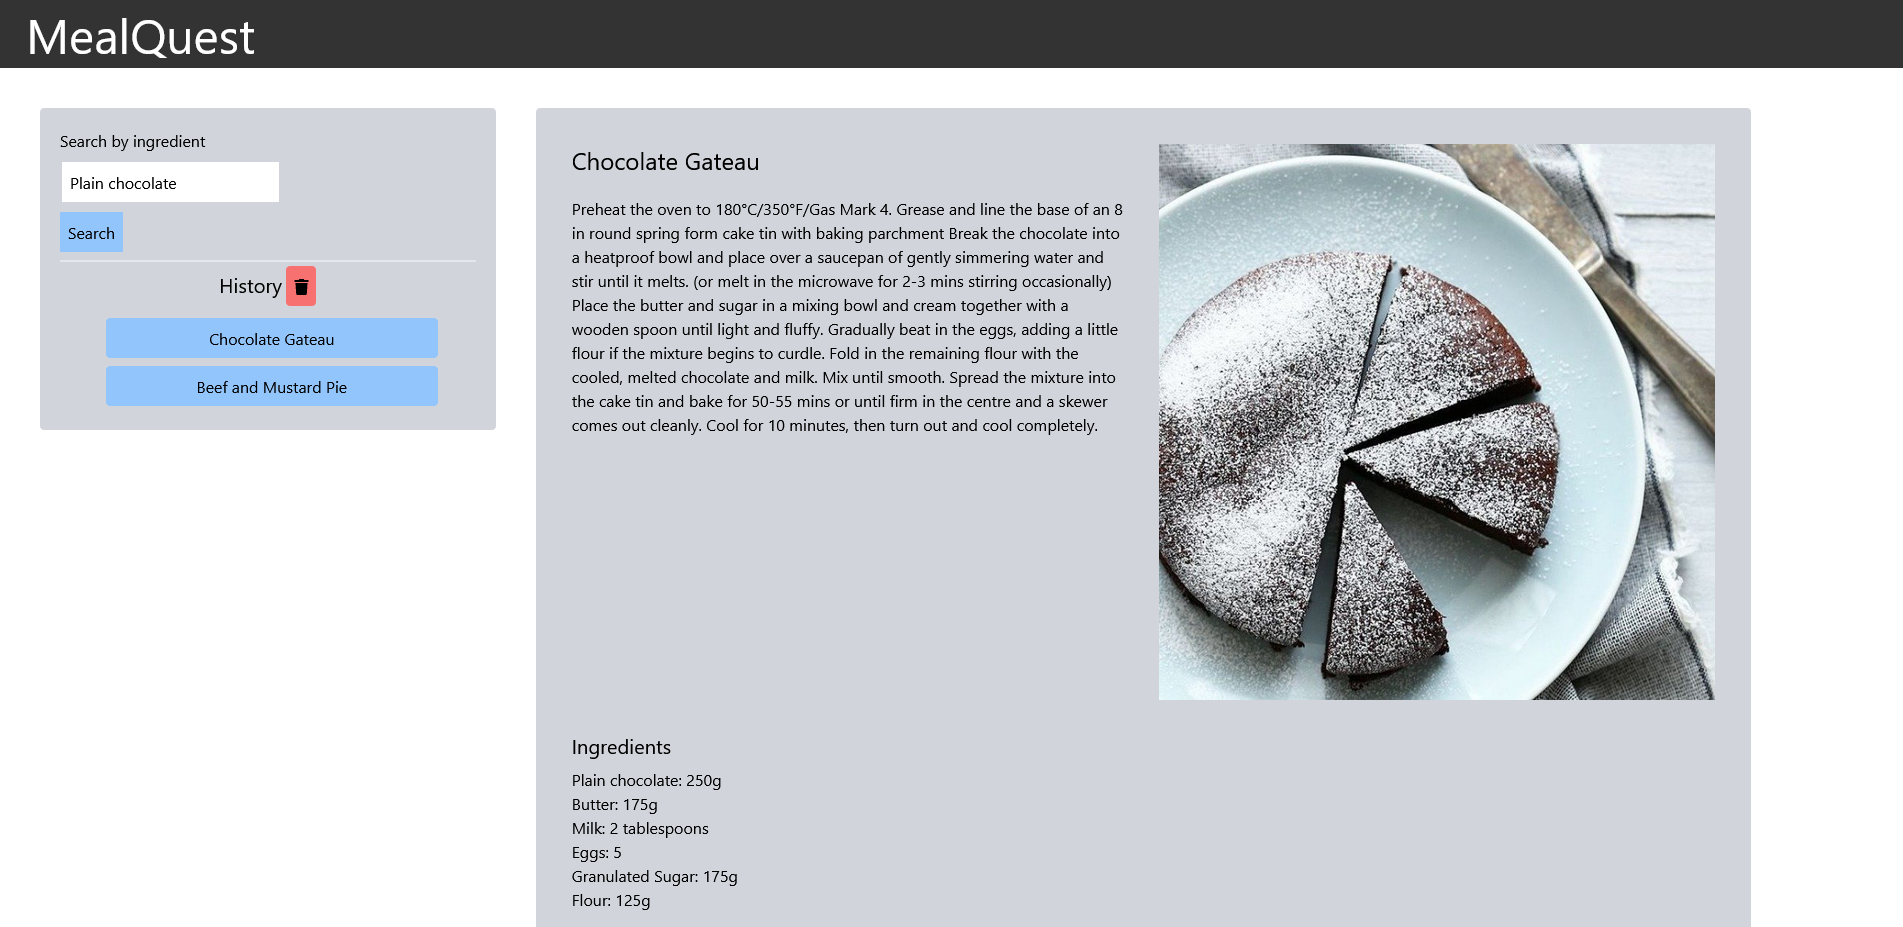 MealQuest
Search by ingredient
Plain chocolate
Search
History
Chocolate Gateau
Beef and Mustard Pie
Chocolate Gateau
Preheat the oven to 180°C/350°F/Gas Mark 4. Grease and line the base of an 8
in round spring form cake tin with baking parchment Break the chocolate into
a heatproof bowl and place over a saucepan of gently simmering water and
stir until it melts. (or melt in the microwave for 2-3 mins stirring occasionally)
Place the butter and sugar in a mixing bowl and cream together with a
wooden spoon until light and fluffy. Gradually beat in the eggs, adding a little
flour if the mixture begins to curdle. Fold in the remaining flour with the
cooled, melted chocolate and milk. Mix until smooth. Spread the mixture into
the cake tin and bake for 50-55 mins or until firm in the centre and a skewer
comes out cleanly. Cool for 10 minutes, then turn out and cool completely.
Ingredients
Plain chocolate: 250g
Butter: 175g
Milk: 2 tablespoons
Eggs: 5
Granulated Sugar: 175g
Flour: 125g